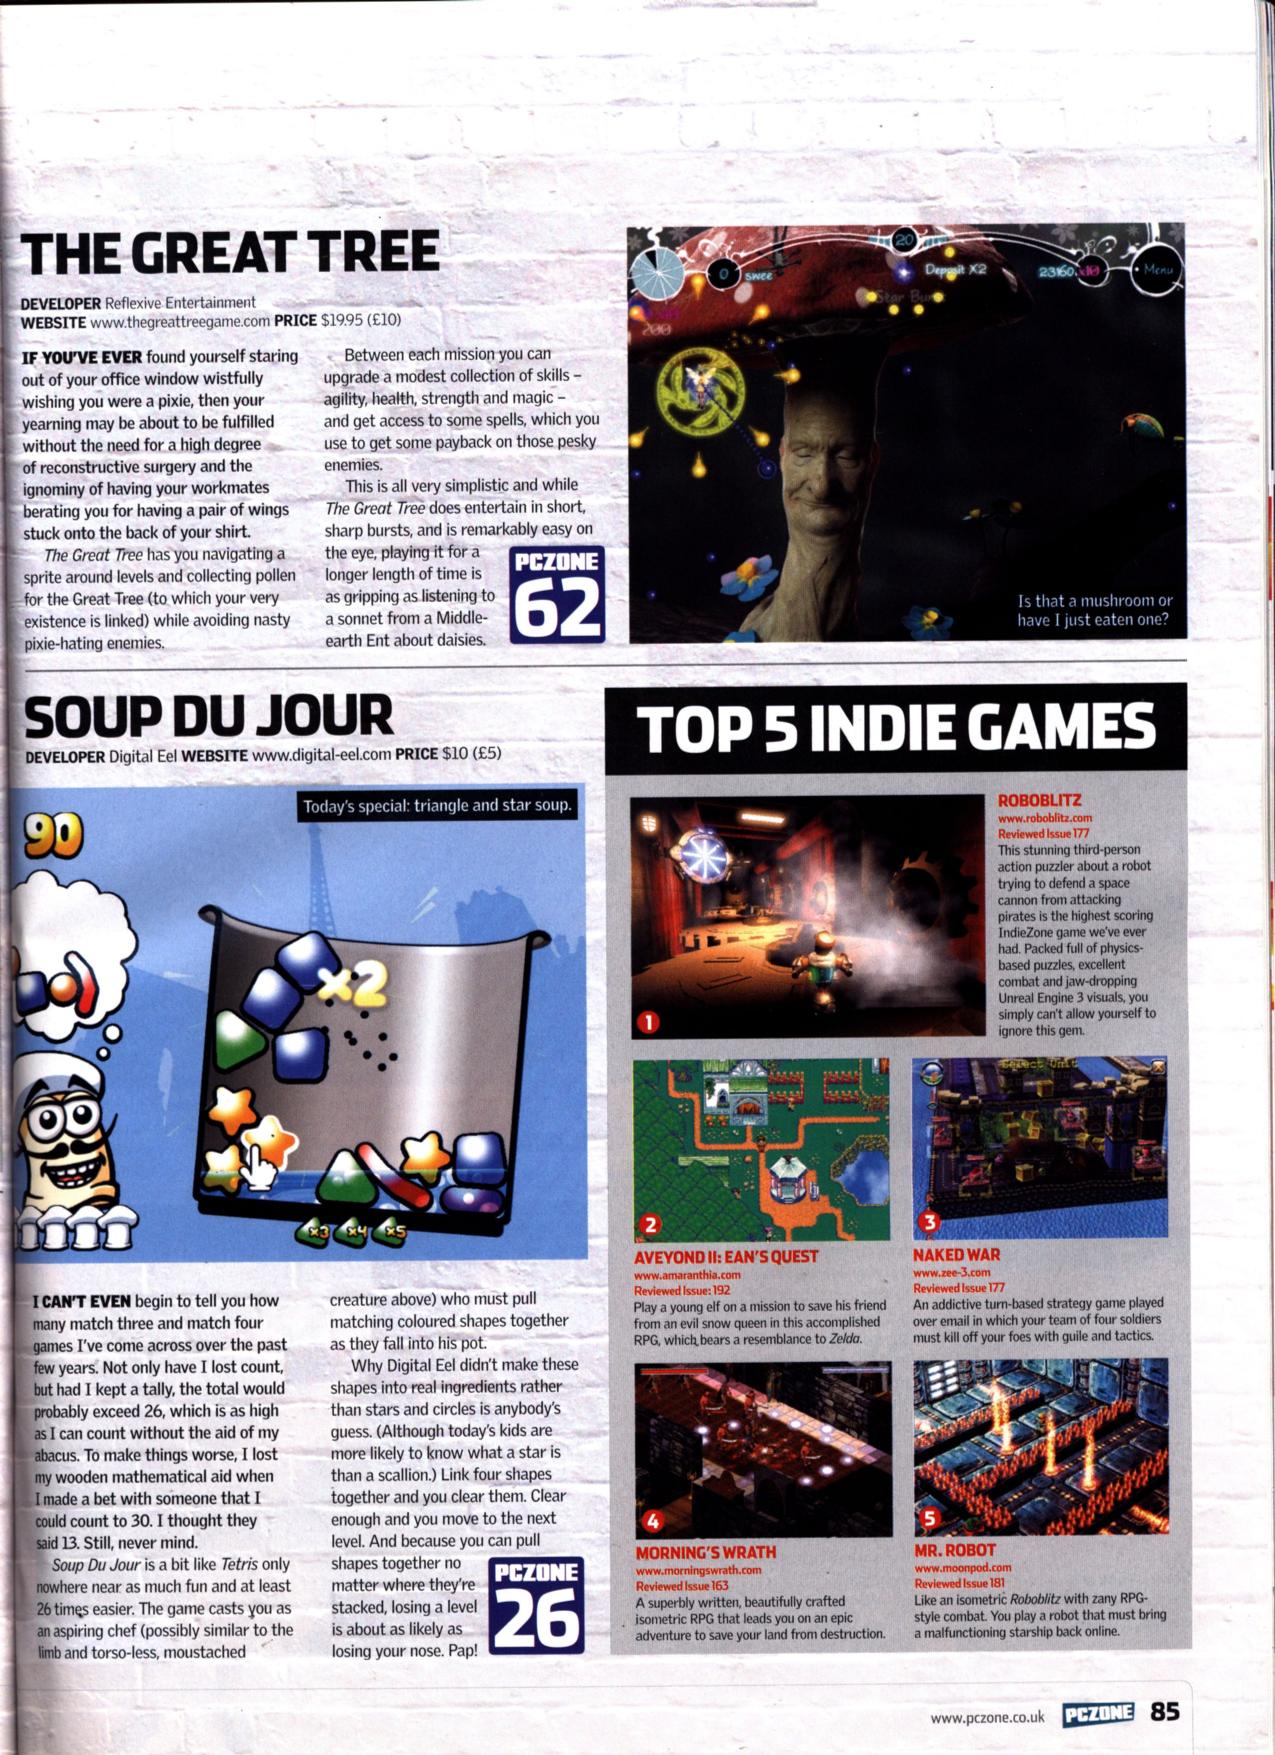 THE GREAT TREE
DEVELOPER Reflexive Entertainment
WEBSITE www.thegreattreegame.com PRICE $19.95 (£10)
IF YOU'VE EVER found yourself staring
out of your office window wistfully
wishing you were a pixie, then your
yearning may be about to be fulfilled
without the need for a high degree
of reconstructive surgery and the
ignominy of having your workmates
berating you for having a pair of wings
stuck onto the back of your shirt.
The Great Tree has you navigating a
sprite around levels and collecting pollen
for the Great Tree (to which your very
existence is linked) while avoiding nasty
pixie-hating enemies.
Between each mission you can
upgrade a modest collection of skills –
agility, health, strength and magic –
and get access to some spells, which you
use to get some payback on those pesky
enemies.
This is all very simplistic and while
The Great Tree does entertain in short,
sharp bursts, and is remarkably easy on
the eye, playing it for a
longer length of time is
as gripping as listening to
a sonnet from a Middle-
earth Ent about daisies.
PCZONE
62
0
swee
20
Deposit X2
Star Burst
23160 x10
Menu
200
Is that a mushroom or
have I just eaten one?
SOUP DU JOUR
DEVELOPER Digital Eel WEBSITE www.digital-eel.com PRICE $10 (£5)
Today's special: triangle and star soup.
90
x2
x3 x4 x5
I CAN'T EVEN begin to tell you how
many match three and match four
games I've come across over the past
few years. Not only have I lost count,
but had I kept a tally, the total would
probably exceed 26, which is as high
as I can count without the aid of my
abacus. To make things worse, I lost
my wooden mathematical aid when
I made a bet with someone that I
could count to 30. I thought they
said 13. Still, never mind.
Soup Du Jour is a bit like Tetris only
nowhere near as much fun and at least
26 times easier. The game casts you as
an aspiring chef (possibly similar to the
limb and torso-less, moustached
creature above) who must pull
matching coloured shapes together
as they fall into his pot.
Why Digital Eel didn't make these
shapes into real ingredients rather
than stars and circles is anybody's
guess. (Although today's kids are
more likely to know what a star is
than a scallion.) Link four shapes
together and you clear them. Clear
enough and you move to the next
level. And because you can pull
shapes together no
matter where they're
stacked, losing a level
is about as likely as
losing your nose. Pap!
PCZONE
26
TOP 5 INDIE GAMES
1
ROBOBLITZ
www.roboblitz.com
Reviewed Issue 177
This stunning third-person
action puzzler about a robot
trying to defend a space
cannon from attacking
pirates is the highest scoring
IndieZone game we've ever
had. Packed full of physics-
based puzzles, excellent
combat and jaw-dropping
Unreal Engine 3 visuals, you
simply can't allow yourself to
ignore this gem.
2
AVEYOND II: EAN'S QUEST
www.amaranthia.com
Reviewed Issue: 192
Play a young elf on a mission to save his friend
from an evil snow queen in this accomplished
RPG, which bears a resemblance to Zelda.
Select Unit
3
NAKED WAR
www.zee-3.com
Reviewed Issue 177
An addictive turn-based strategy game played
over email in which your team of four soldiers
must kill off your foes with guile and tactics.
4
MORNING'S WRATH
www.morningswrath.com
Reviewed Issue 163
A superbly written, beautifully crafted
isometric RPG that leads you on an epic
adventure to save your land from destruction.
5
MR. ROBOT
www.moonpod.com
Reviewed Issue 181
Like an isometric Roboblitz with zany RPG-
style combat. You play a robot that must bring
a malfunctioning starship back online.
www.pczone.co.uk PCZONE 85